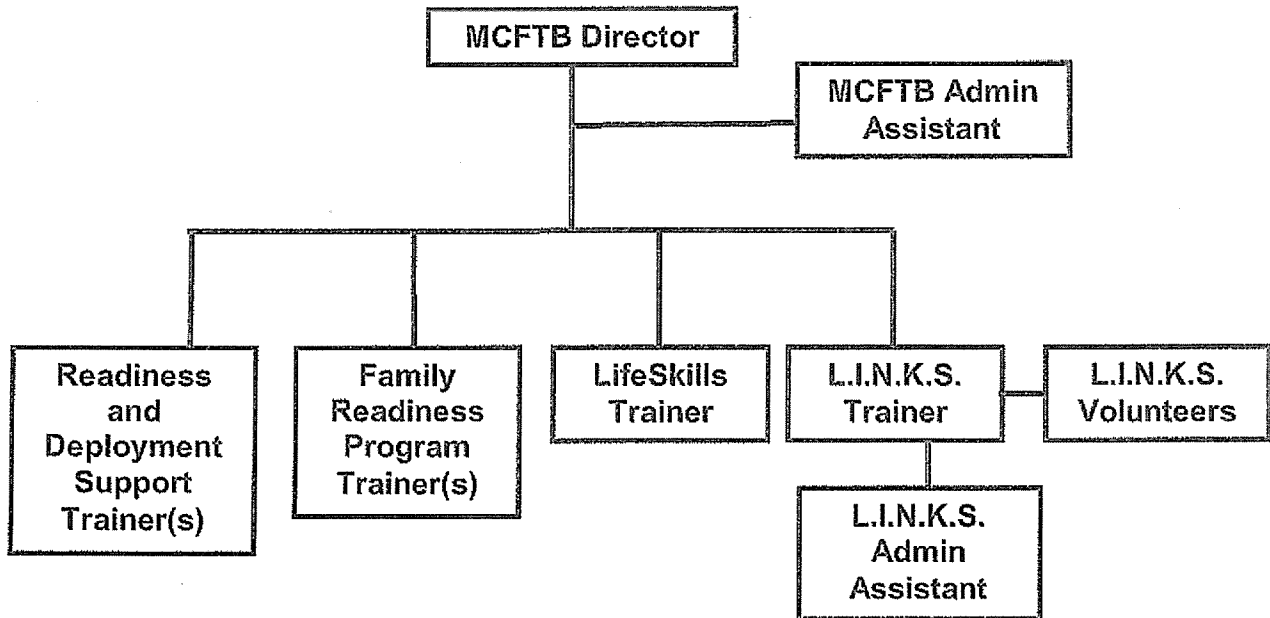 MCFTB Director
MCFTB Admin
Assistant
Readiness
and
Deployment
Support
Trainer(s)
Family
Readiness
Program
Trainer(s)
LifeSkills
Trainer
L.I.N.K.S.
Trainer
L.I.N.K.S.
Volunteers
L.I.N.K.S.
Admin
Assistant